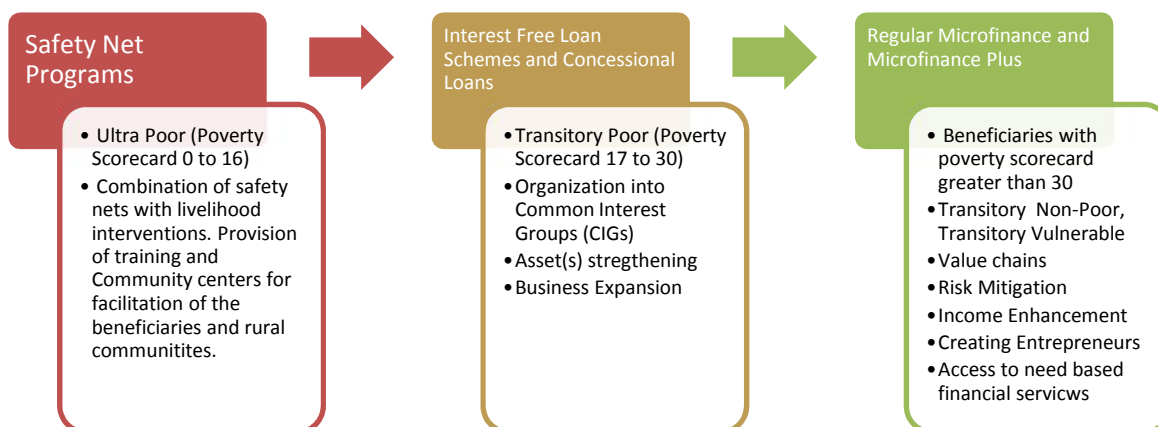 Safety Net
Programs
• Ultra Poor (Poverty
Scorecard 0 to 16)
• Combination of safety
nets with livelihood
interventions. Provision
of training and
Community centers for
facilitation of the
beneficiaries and rural
communitites.
Interest Free Loan
Schemes and Concessional
Loans
•Transitory Poor (Poverty
Scorecard 17 to 30)
•Organization into
Common Interest
Groups (CIGs)
•Asset(s) stregthening
•Business Expansion
Regular Microfinance and
Microfinance Plus
• Beneficiaries with
poverty scorecard
greater than 30
•Transitory Non-Poor,
Transitory Vulnerable
•Value chains
•Risk Mitigation
•Income Enhancement
•Creating Entrepreneurs
•Access to need based
financial servicws